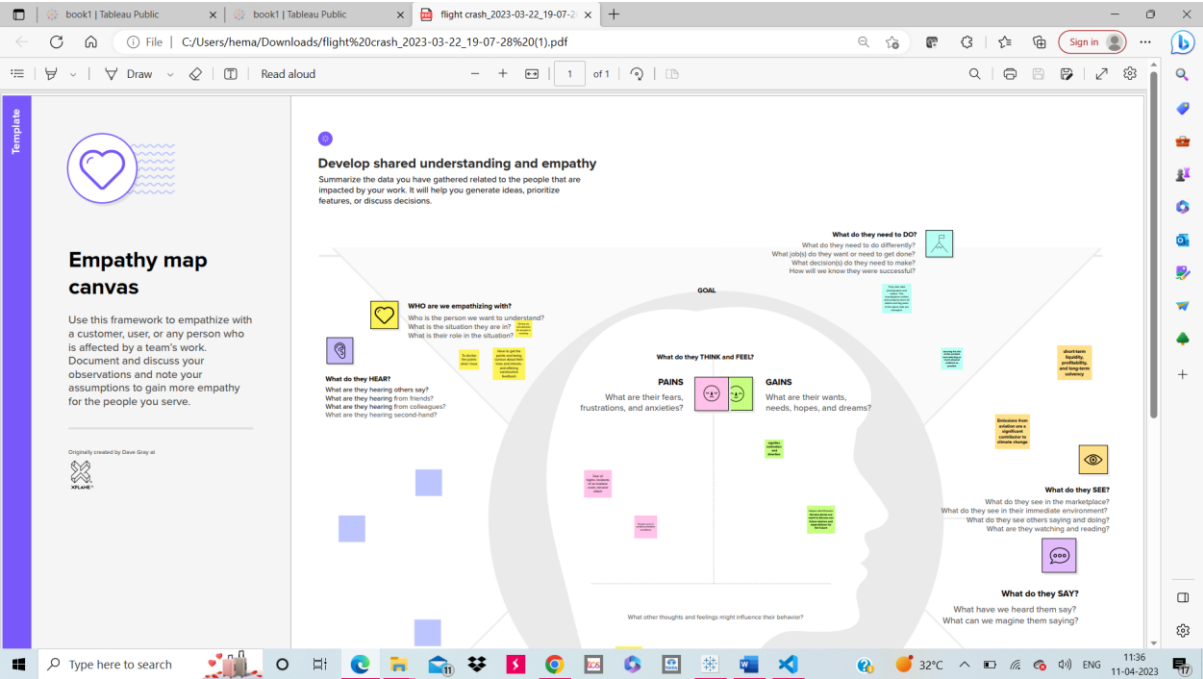 book1 | Tableau Public
book1 | Tableau Public
flight crash_2023-03-22_19-07-2
File
C:/Users/hema/Downloads/flight%20crash_2023-03-22_19-07-28%20(1).pdf
Sign in
Draw
Read aloud
1
of 1
Template
Empathy map
canvas
Use this framework to empathize with
a customer, user, or any person who
is affected by a team's work.
Document and discuss your
observations and note your
assumptions to gain more empathy
for the people you serve.
Originally created by Dave Gray at
XPLANE
Develop shared understanding and empathy
Summarize the data you have gathered related to the people that are
impacted by your work. It will help you generate ideas, prioritize
features, or discuss decisions.
WHO are we empathizing with?
Who is the person we want to understand?
What is the situation they are in?
What is their role in the situation?
What do they HEAR?
What are they hearing others say?
What are they hearing from friends?
What are they hearing from colleagues?
What are they hearing second-hand?
GOAL
What do they need to DO?
What do they need to do differently?
What job(s) do they want or need to get done?
What decision(s) do they need to make?
How will we know they were successful?
What do they THINK and FEEL?
PAINS
What are their fears,
frustrations, and anxieties?
GAINS
What are their wants,
needs, hopes, and dreams?
short-term
liquidity,
profitability,
and long-term
solvency
Emissions from
aviation are a
significant
contributor to
climate change
What do they SEE?
What do they see in the marketplace?
What do they see in their immediate environment?
What do they see others saying and doing?
What are they watching and reading?
What do they SAY?
What have we heard them say?
What can we magine them saying?
What other thoughts and feelings might influence their behavior?
Type here to search
11
32°C
ENG
11:36
11-04-2023
17